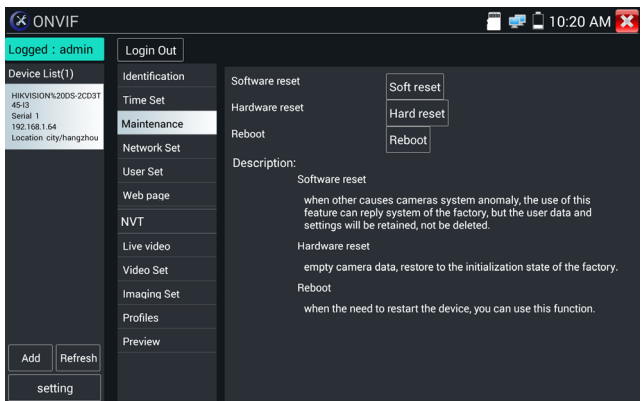 ONVIF
10:20 AM
Logged : admin
Login Out
Device List(1)
HIKVISION%20DS-2CD3T
45-I3
Serial 1
192.168.1.64
Location city/hangzhou
Add
Refresh
setting
Identification
Time Set
Maintenance
Network Set
User Set
Web page
NVT
Live video
Video Set
Imaging Set
Profiles
Preview
Software reset
Soft reset
Hardware reset
Hard reset
Reboot
Reboot
Description:
Software reset
when other causes cameras system anomaly, the use of this
feature can reply system of the factory, but the user data and
settings will be retained, not be deleted.
Hardware reset
empty camera data, restore to the initialization state of the factory.
Reboot
when the need to restart the device, you can use this function.